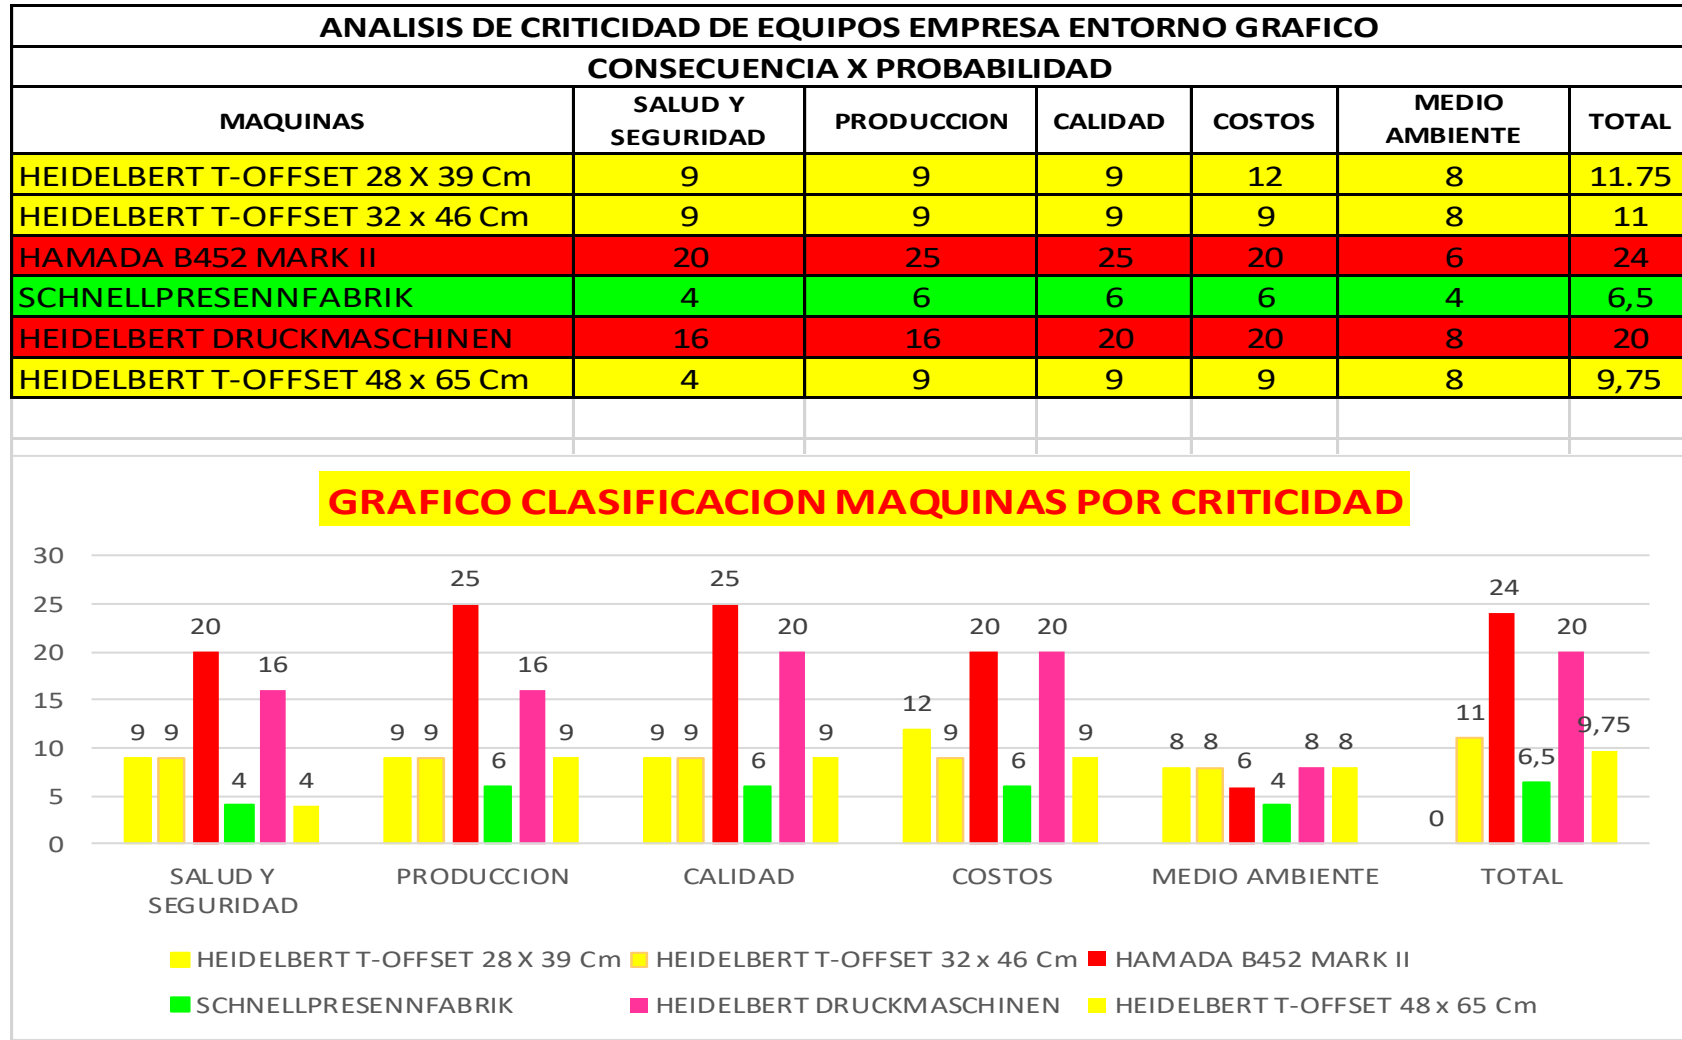 ANALISIS DE CRITICIDAD DE EQUIPOS EMPRESA ENTORNO GRAFICO
CONSECUENCIA X PROBABILIDAD
MAQUINAS SALUD Y SEGURIDAD PRODUCCION CALIDAD COSTOS MEDIO AMBIENTE TOTAL
HEIDELBERT T-OFFSET 28 X 39 Cm 9 9 9 12 8 11.75
HEIDELBERT T-OFFSET 32 x 46 Cm 9 9 9 9 8 11
HAMADA B452 MARK II 20 25 25 20 6 24
SCHNELLPRESENNFABRIK 4 6 6 6 4 6,5
HEIDELBERT DRUCKMASCHINEN 16 16 20 20 8 20
HEIDELBERT T-OFFSET 48 x 65 Cm 4 9 9 9 8 9,75
GRAFICO CLASIFICACION MAQUINAS POR CRITICIDAD
30
25
20
15
10
5
0
9 9 20 4 16 4
9 9 25 6 16 9
9 9 25 6 20 9
12 9 20 6 20 9
8 8 6 4 8 8
0 11 24 6,5 20 9,75
SALUD Y SEGURIDAD PRODUCCION CALIDAD COSTOS MEDIO AMBIENTE TOTAL
HEIDELBERT T-OFFSET 28 X 39 Cm HEIDELBERT T-OFFSET 32 x 46 Cm HAMADA B452 MARK II
SCHNELLPRESENNFABRIK HEIDELBERT DRUCKMASCHINEN HEIDELBERT T-OFFSET 48 x 65 Cm